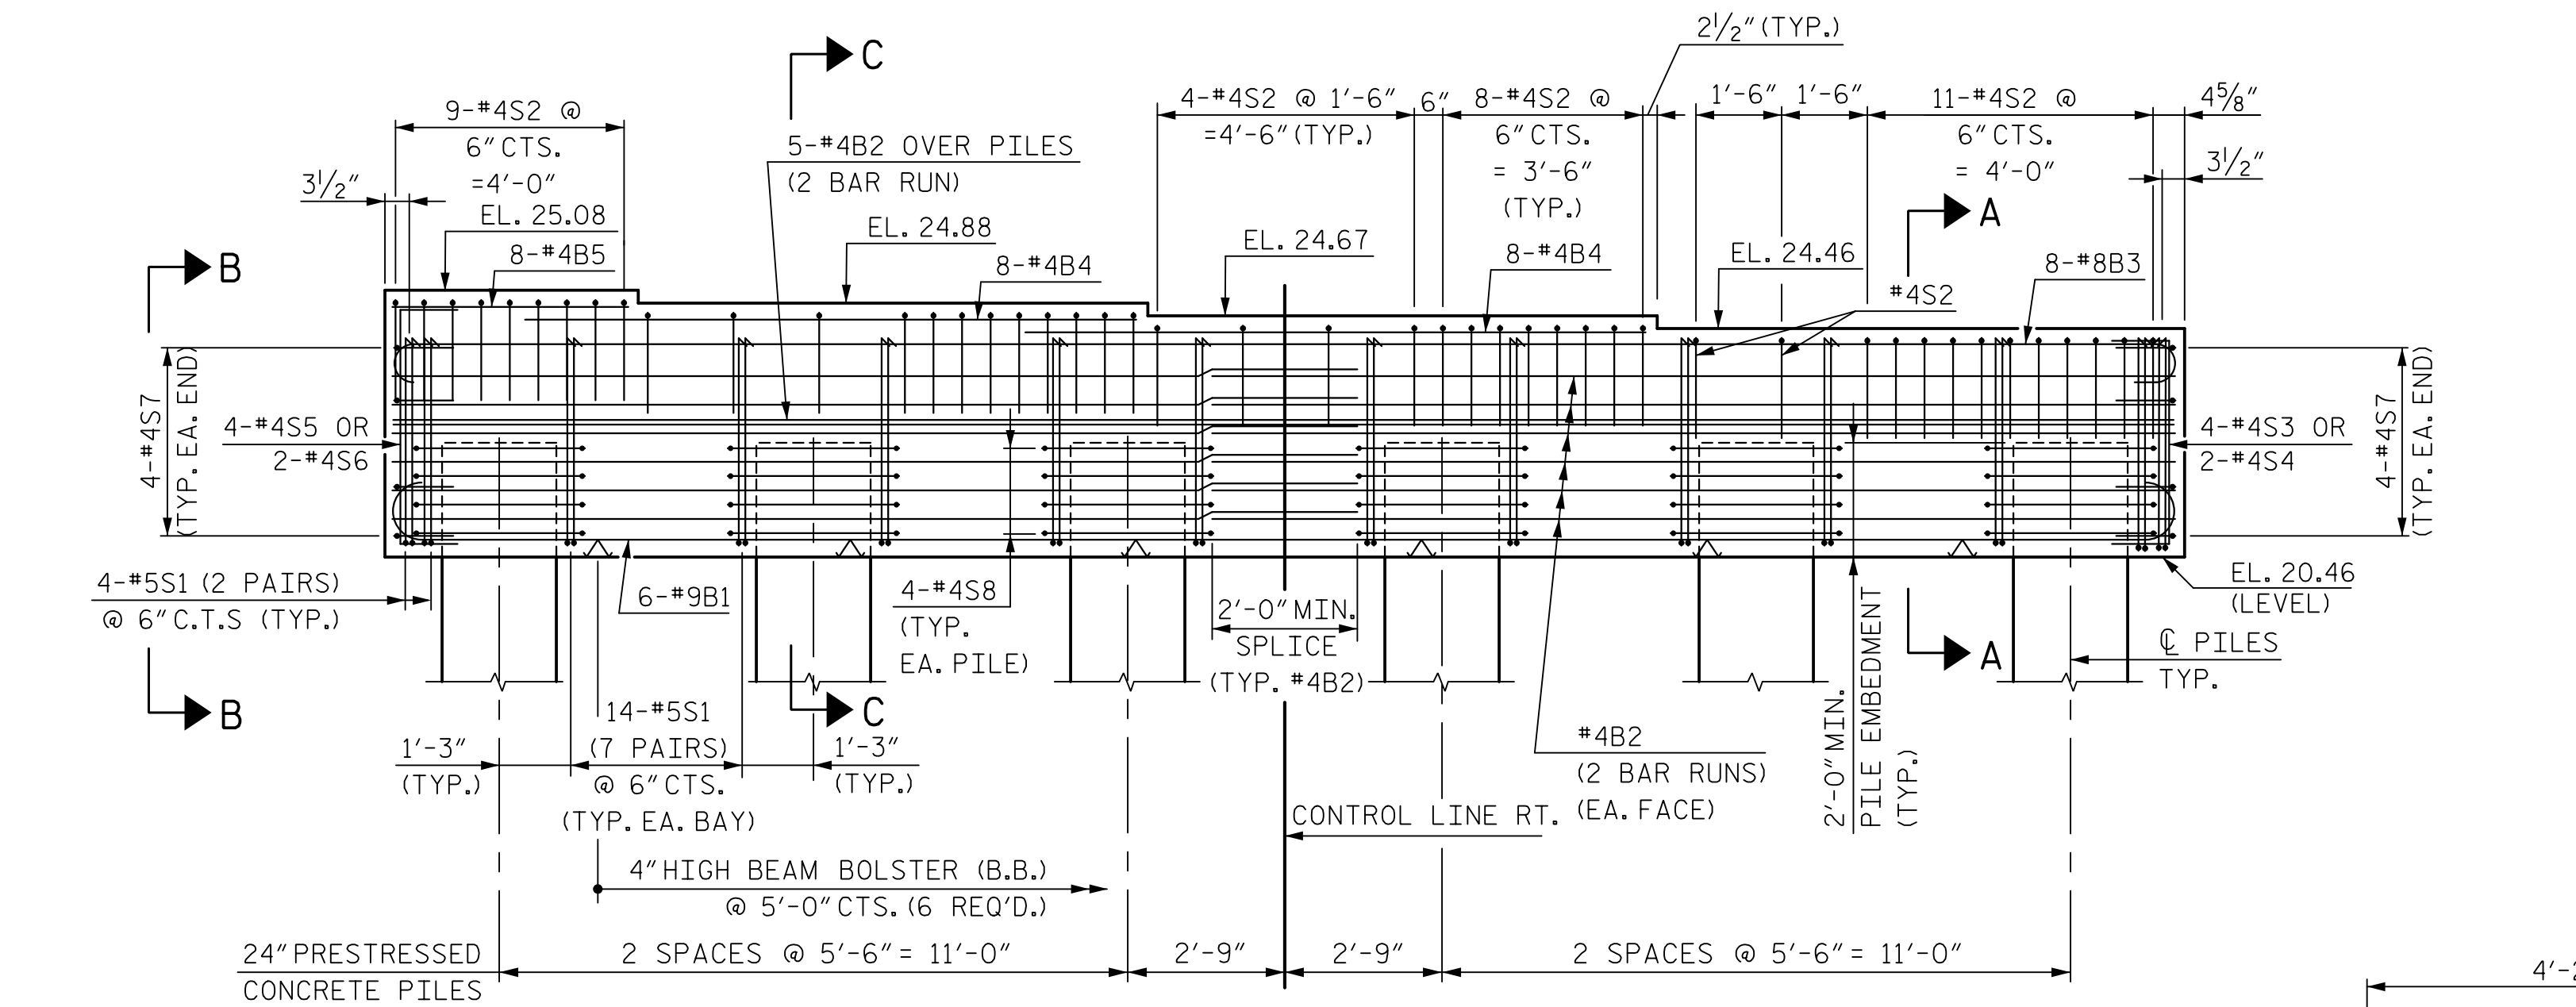 2½" (TYP.)
C
9-#4S2 @
6" CTS.
=4'-0"
4-#4S2 @ 1'-6"
=4'-6" (TYP.)
6"
8-#4S2 @
6" CTS.
= 3'-6"
(TYP.)
1'-6"
1'-6"
11-#4S2 @
6" CTS.
= 4'-0"
4⅝"
3½"
3½"
5-#4B2 OVER PILES
(2 BAR RUN)
EL. 25.08
8-#4B5
EL. 24.88
8-#4B4
EL. 24.67
8-#4B4
EL. 24.46
A
8-#8B3
#4S2
B
4-#4S7
(TYP. EA. END)
4-#4S5 OR
2-#4S6
4-#4S3 OR
2-#4S4
4-#4S7
(TYP. EA. END)
4-#5S1 (2 PAIRS)
@ 6" C.T.S (TYP.)
6-#9B1
4-#4S8
(TYP.
EA. PILE)
2'-0" MIN.
SPLICE
(TYP. #4B2)
EL. 20.46
(LEVEL)
℄ PILES
TYP.
A
B
C
1'-3"
(TYP.)
14-#5S1
(7 PAIRS)
@ 6" CTS.
(TYP. EA. BAY)
1'-3"
(TYP.)
#4B2
(2 BAR RUNS)
(EA. FACE)
2'-0" MIN.
PILE EMBEDMENT
(TYP.)
CONTROL LINE RT.
4" HIGH BEAM BOLSTER (B.B.)
@ 5'-0" CTS. (6 REQ'D.)
24" PRESTRESSED
CONCRETE PILES
2 SPACES @ 5'-6" = 11'-0"
2'-9"
2'-9"
2 SPACES @ 5'-6" = 11'-0"